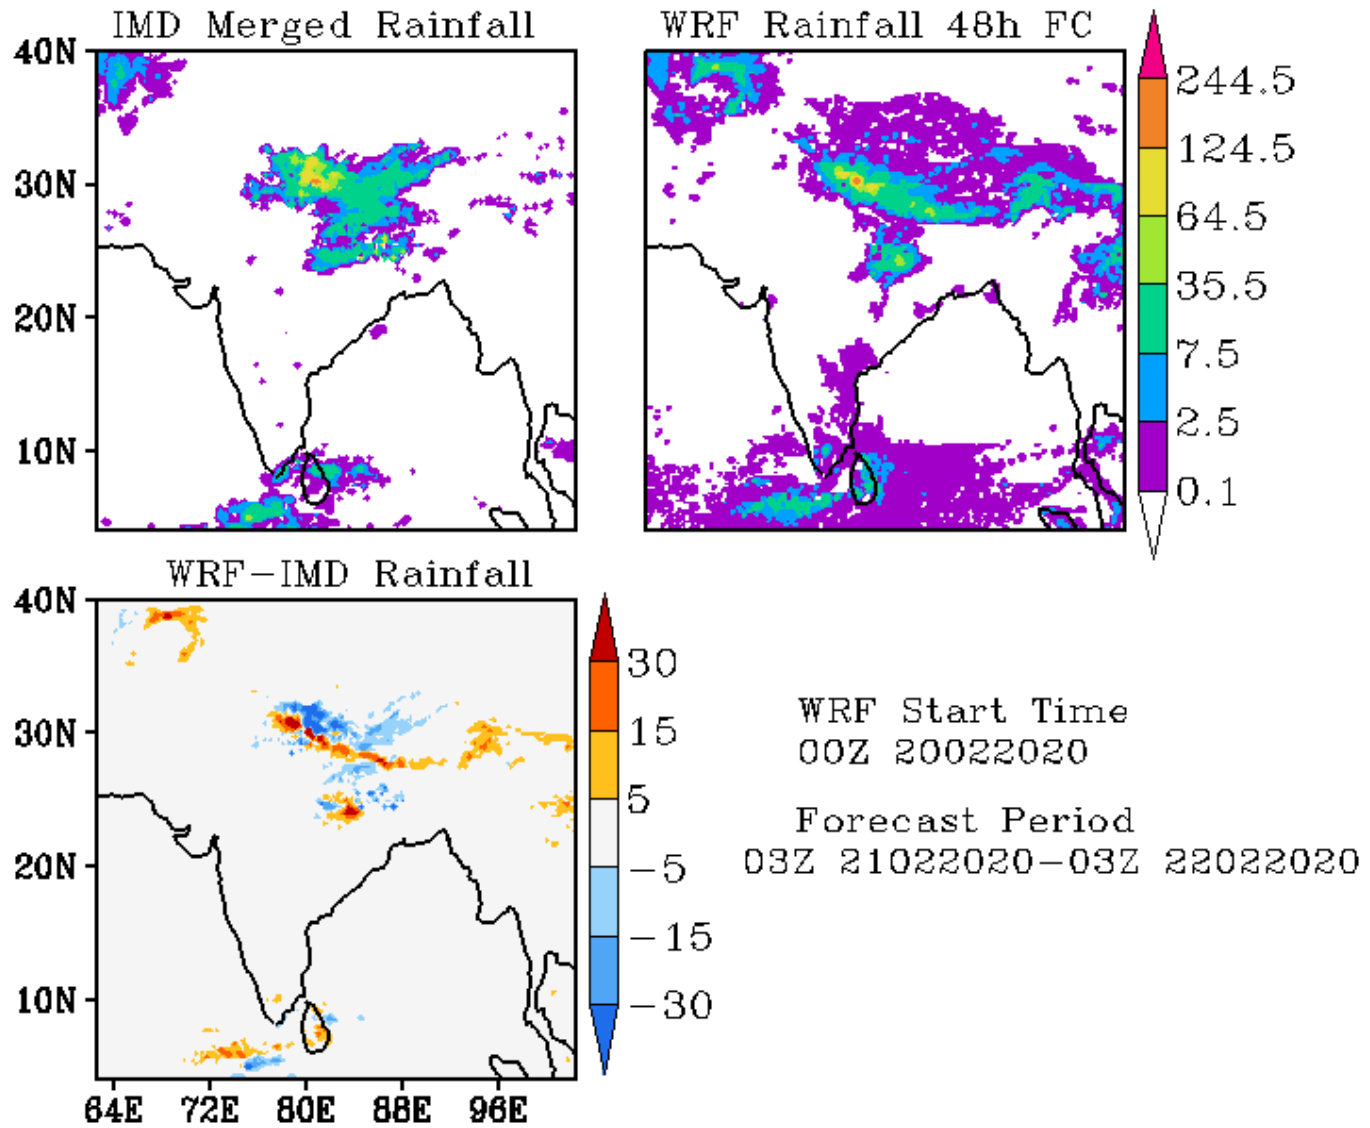 IMD Merged Rainfall
WRF Rainfall 48h FC
40N
30N
20N
10N
244.5
124.5
64.5
35.5
7.5
2.5
0.1
WRF-IMD Rainfall
40N
30N
20N
10N
64E 72E 80E 88E 96E
30
15
5
-5
-15
-30
WRF Start Time
00Z 20022020
Forecast Period
03Z 21022020-03Z 22022020